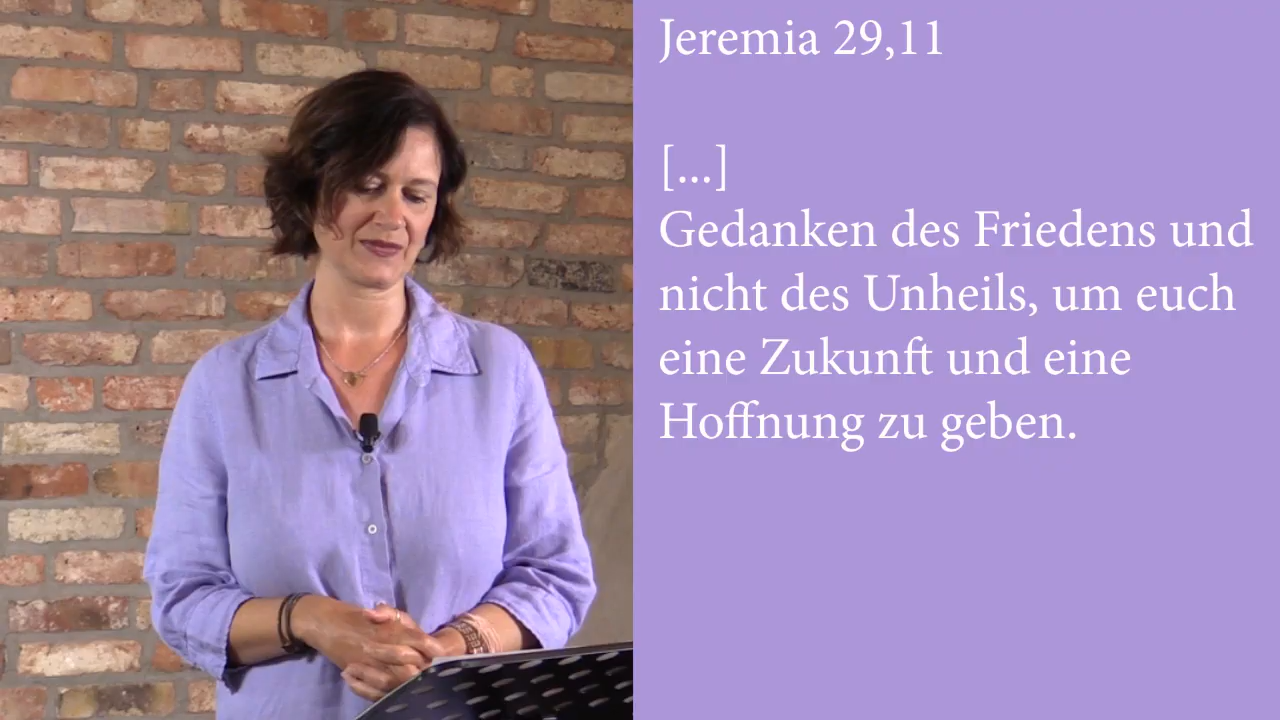 Jeremia 29,11
[...]
Gedanken des Friedens und
nicht des Unheils, um euch
eine Zukunft und eine
Hoffnung zu geben.